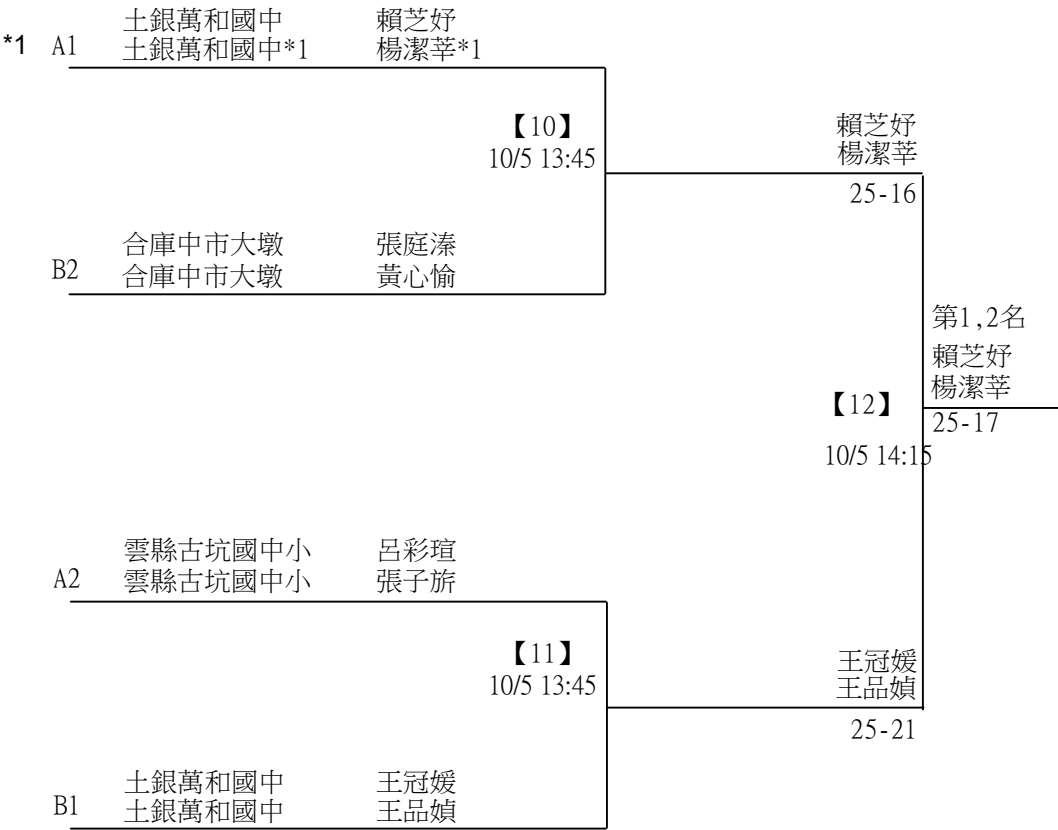 土銀萬和國中 賴芝妤
*1 A1 土銀萬和國中*1 楊潔莘*1
【10】
10/5 13:45
賴芝妤
楊潔莘
25-16
合庫中市大墩 張庭溱
B2 合庫中市大墩 黃心愉
第1,2名
賴芝妤
楊潔莘
【12】
25-17
10/5 14:15
雲縣古坑國中小 呂彩瑄
A2 雲縣古坑國中小 張子旂
【11】
10/5 13:45
王冠媛
王品媜
25-21
土銀萬和國中 王冠媛
B1 土銀萬和國中 王品媜